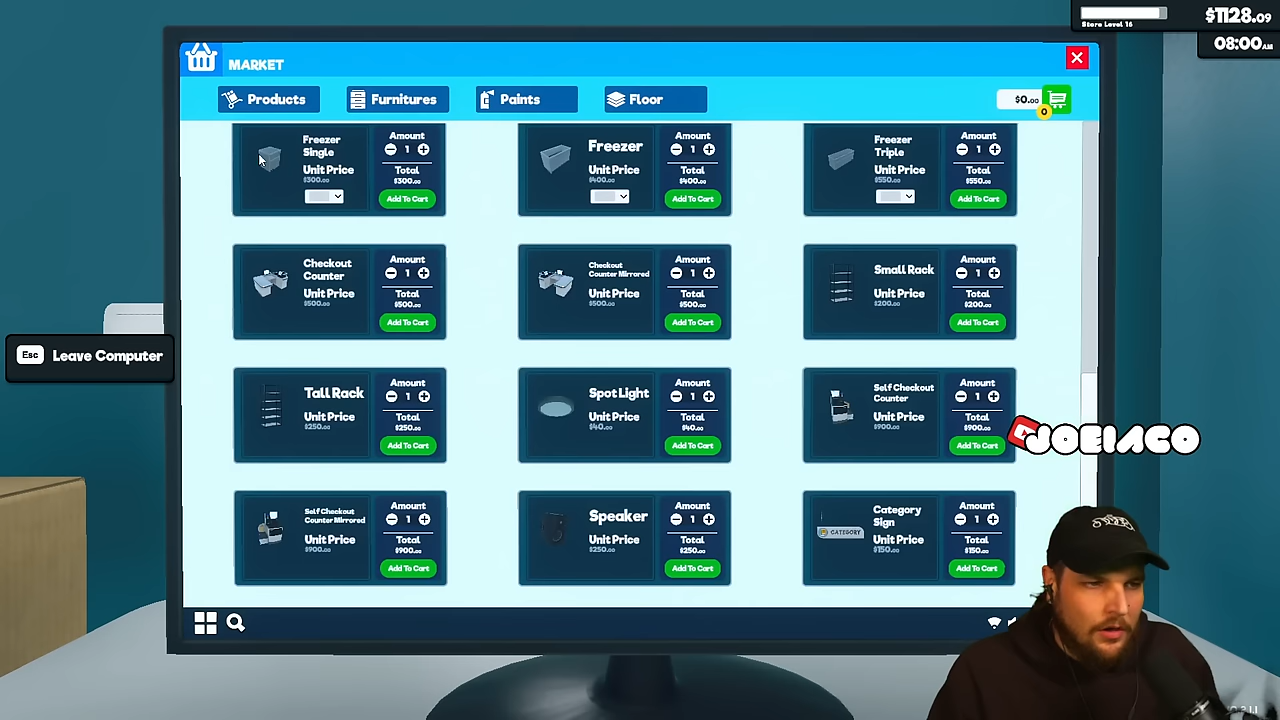 $1128.09
Store Level 16
08:00AM
MARKET
Products
Furnitures
Paints
Floor
$0.00
0
Freezer
Single
Unit Price
$300.00
Amount
1
Total
$300.00
Add To Cart
Freezer
Unit Price
$400.00
Amount
1
Total
$400.00
Add To Cart
Freezer
Triple
Unit Price
$550.00
Amount
1
Total
$550.00
Add To Cart
Checkout
Counter
Unit Price
$500.00
Amount
1
Total
$500.00
Add To Cart
Checkout
Counter Mirrored
Unit Price
$500.00
Amount
1
Total
$500.00
Add To Cart
Small Rack
Unit Price
$200.00
Amount
1
Total
$200.00
Add To Cart
Esc
Leave Computer
Tall Rack
Unit Price
$250.00
Amount
1
Total
$250.00
Add To Cart
Spot Light
Unit Price
$40.00
Amount
1
Total
$40.00
Add To Cart
Self Checkout
Counter
Unit Price
$900.00
Amount
1
Total
$900.00
Add To Cart
Self Checkout
Counter Mirrored
Unit Price
$900.00
Amount
1
Total
$900.00
Add To Cart
Speaker
Unit Price
$250.00
Amount
1
Total
$250.00
Add To Cart
CATEGORY
Category
Sign
Unit Price
$150.00
Amount
1
Total
$150.00
Add To Cart